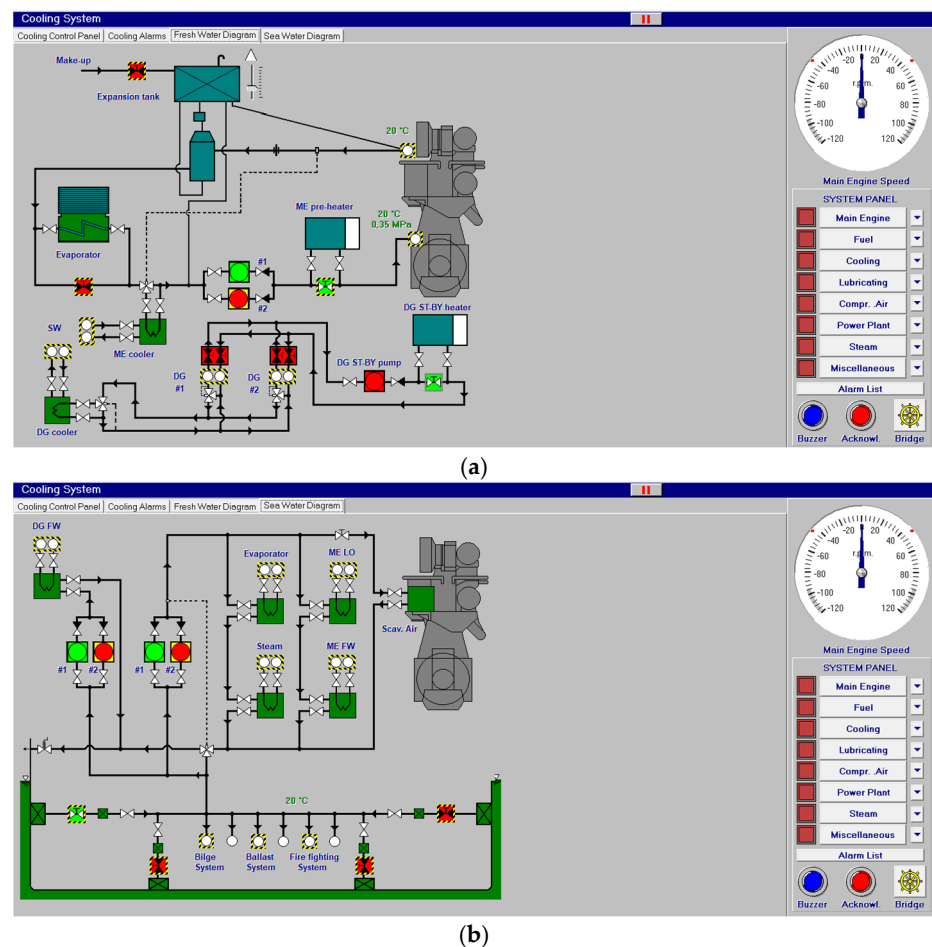 Cooling System
Cooling Control Panel
Cooling Alarms
Fresh Water Diagram
Sea Water Diagram
Make-up
Expansion tank
20 °C
ME pre-heater
20 °C
0,35 MPa
Evaporator
#1
#2
SW
ME cooler
DG ST-BY heater
DG
#1
DG
#2
DG ST-BY pump
DG cooler
-20
20
-40
r.p.m.
40
-60
60
-80
80
-100
100
-120
120
Main Engine Speed
SYSTEM PANEL
Main Engine
Fuel
Cooling
Lubricating
Compr. .Air
Power Plant
Steam
Miscellaneous
Alarm List
Buzzer
Acknowl.
Bridge
(a)
Cooling System
Cooling Control Panel
Cooling Alarms
Fresh Water Diagram
Sea Water Diagram
DG FW
Evaporator
ME LO
Scav. Air
#1
#2
#1
#2
Steam
ME FW
20 °C
Bilge
System
Ballast
System
Fire fighting
System
-20
20
-40
r.p.m.
40
-60
60
-80
80
-100
100
-120
120
Main Engine Speed
SYSTEM PANEL
Main Engine
Fuel
Cooling
Lubricating
Compr. .Air
Power Plant
Steam
Miscellaneous
Alarm List
Buzzer
Acknowl.
Bridge
(b)